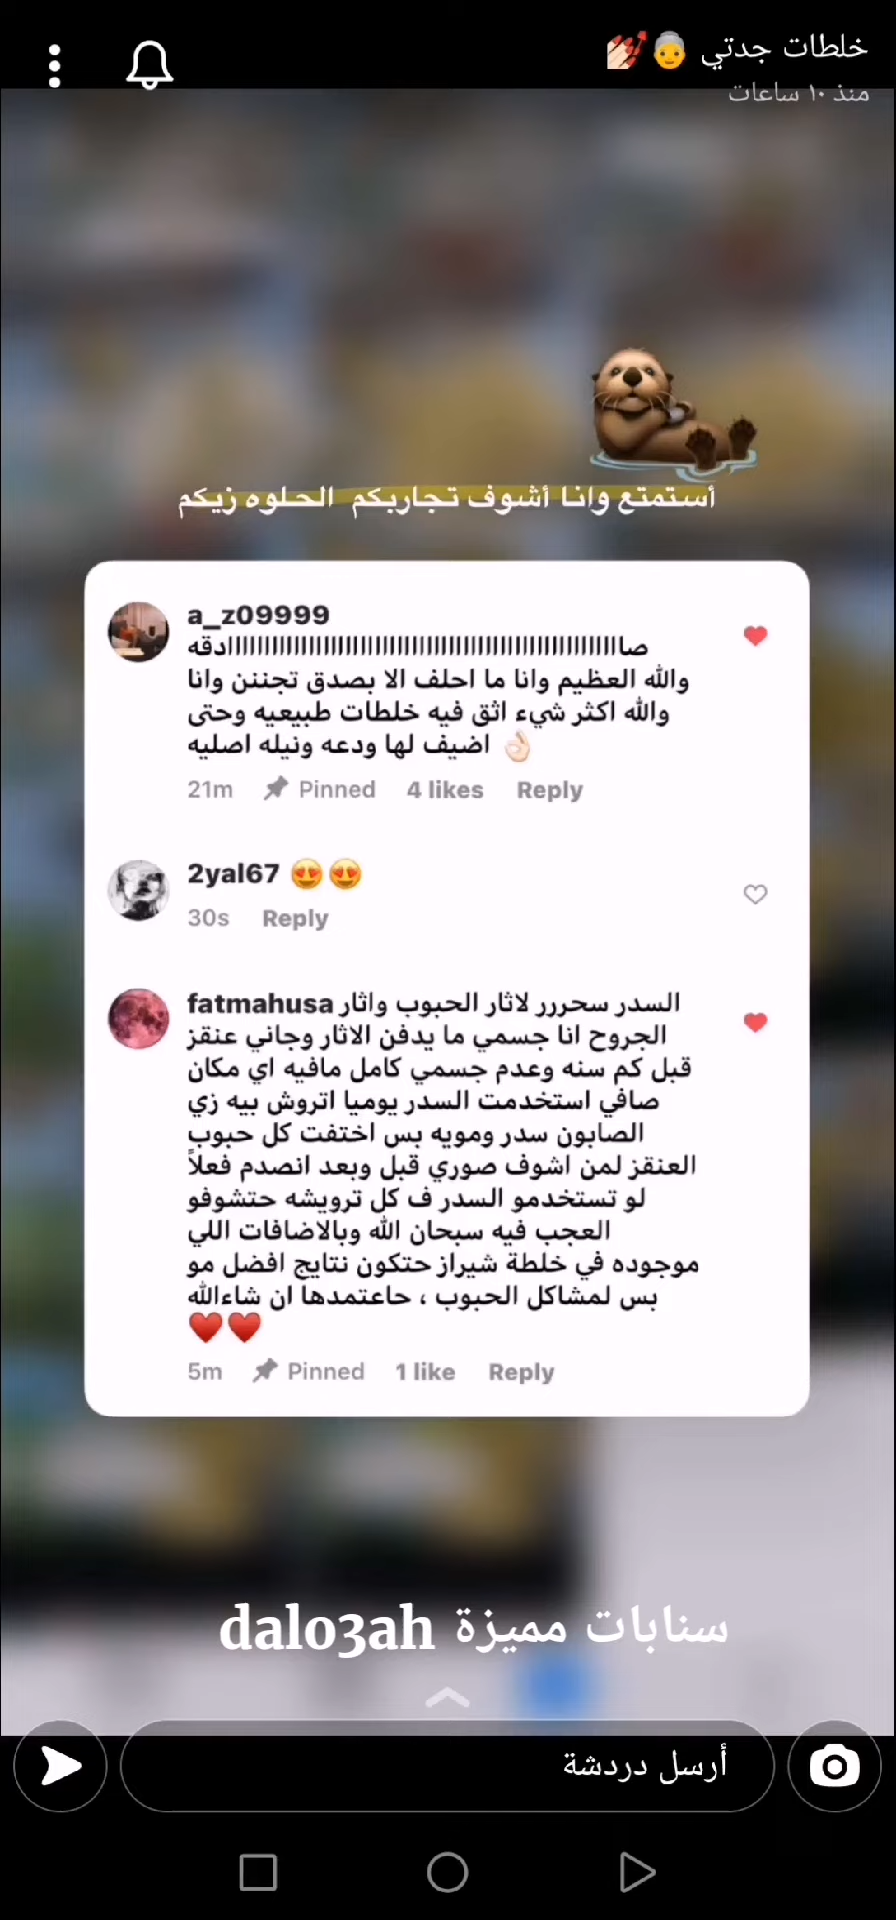 خلطات جدتي 👵💅
منذ ١٠ ساعات
أستمتع وانا أشوف تجاربكم الحلوه زيكم
a_z09999
صااااااااااااااااااااااااااااااااااااااااااااااااااااادقه
والله العظيم وانا ما احلف الا بصدق تجننن وانا
والله اكثر شيء اثق فيه خلطات طبيعيه وحتى
اضيف لها ودعه ونيله اصليه 👌🏻
21m Pinned 4 likes Reply
2yal67 😍😍
30s Reply
fatmahusa السدر سحررر لاثار الحبوب واثار
الجروح انا جسمي ما يدفن الاثار وجاني عنقز
قبل كم سنه وعدم جسمي كامل مافيه اي مكان
صافي استخدمت السدر يوميا اتروش بيه زي
الصابون سدر ومويه بس اختفت كل حبوب
العنقز لمن اشوف صوري قبل وبعد انصدم فعلاً
لو تستخدمو السدر ف كل ترويشه حتشوفو
العجب فيه سبحان الله وبالاضافات اللي
موجوده في خلطة شيراز حتكون نتايج افضل مو
بس لمشاكل الحبوب ، حاعتمدها ان شاءالله
❤️❤️
5m Pinned 1 like Reply
سنابات مميزة dalo3ah
أرسل دردشة